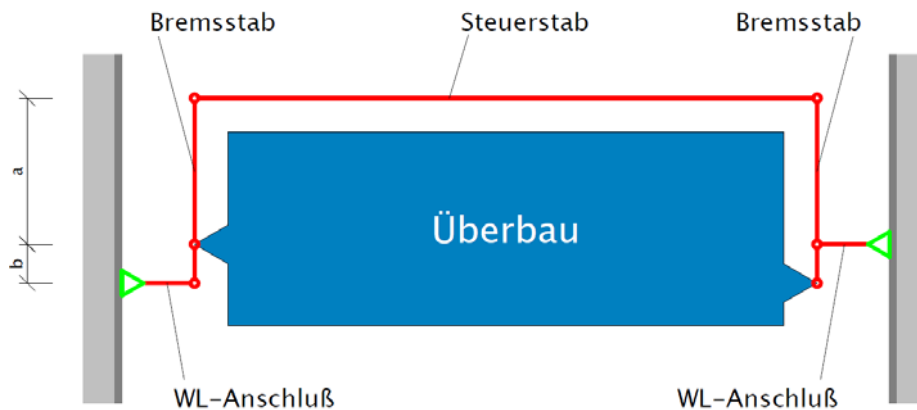 Bremsstab
Steuerstab
Bremsstab
a
Überbau
b
WL-Anschluß
WL-Anschluß